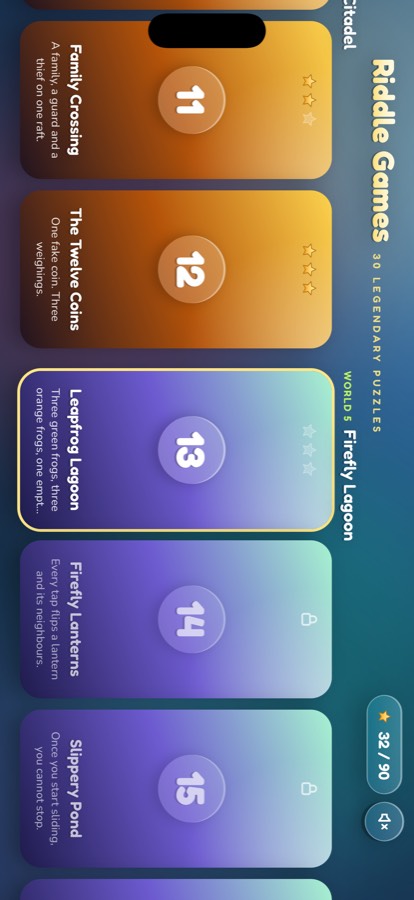 Riddle Games 30 LEGENDARY PUZZLES
32 / 90
Citadel
WORLD 5 Firefly Lagoon
11
Family Crossing
A family, a guard and a
thief on one raft.
12
The Twelve Coins
One fake coin. Three
weighings.
13
Leapfrog Lagoon
Three green frogs, three
orange frogs, one empt...
14
Firefly Lanterns
Every tap flips a lantern
and its neighbours.
15
Slippery Pond
Once you start sliding,
you cannot stop.